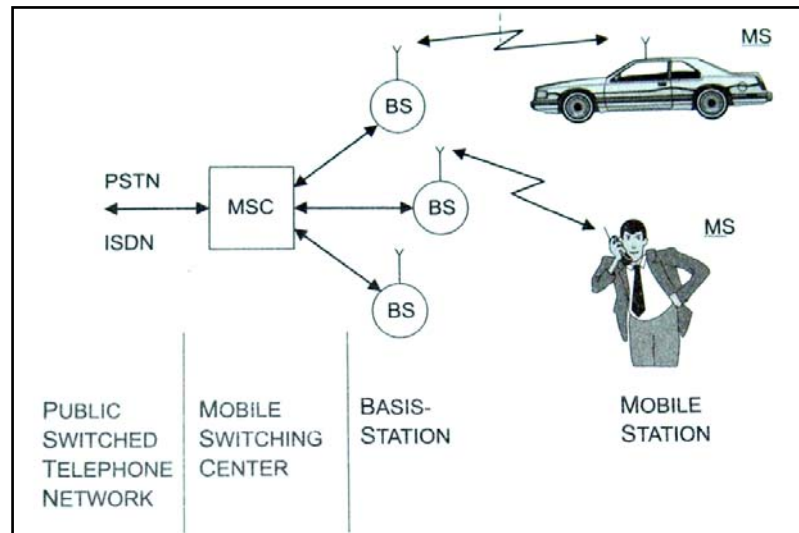 MS
BS
PSTN
MSC
BS
ISDN
MS
BS
PUBLIC
SWITCHED
TELEPHONE
NETWORK
MOBILE
SWITCHING
CENTER
BASIS-
STATION
MOBILE
STATION